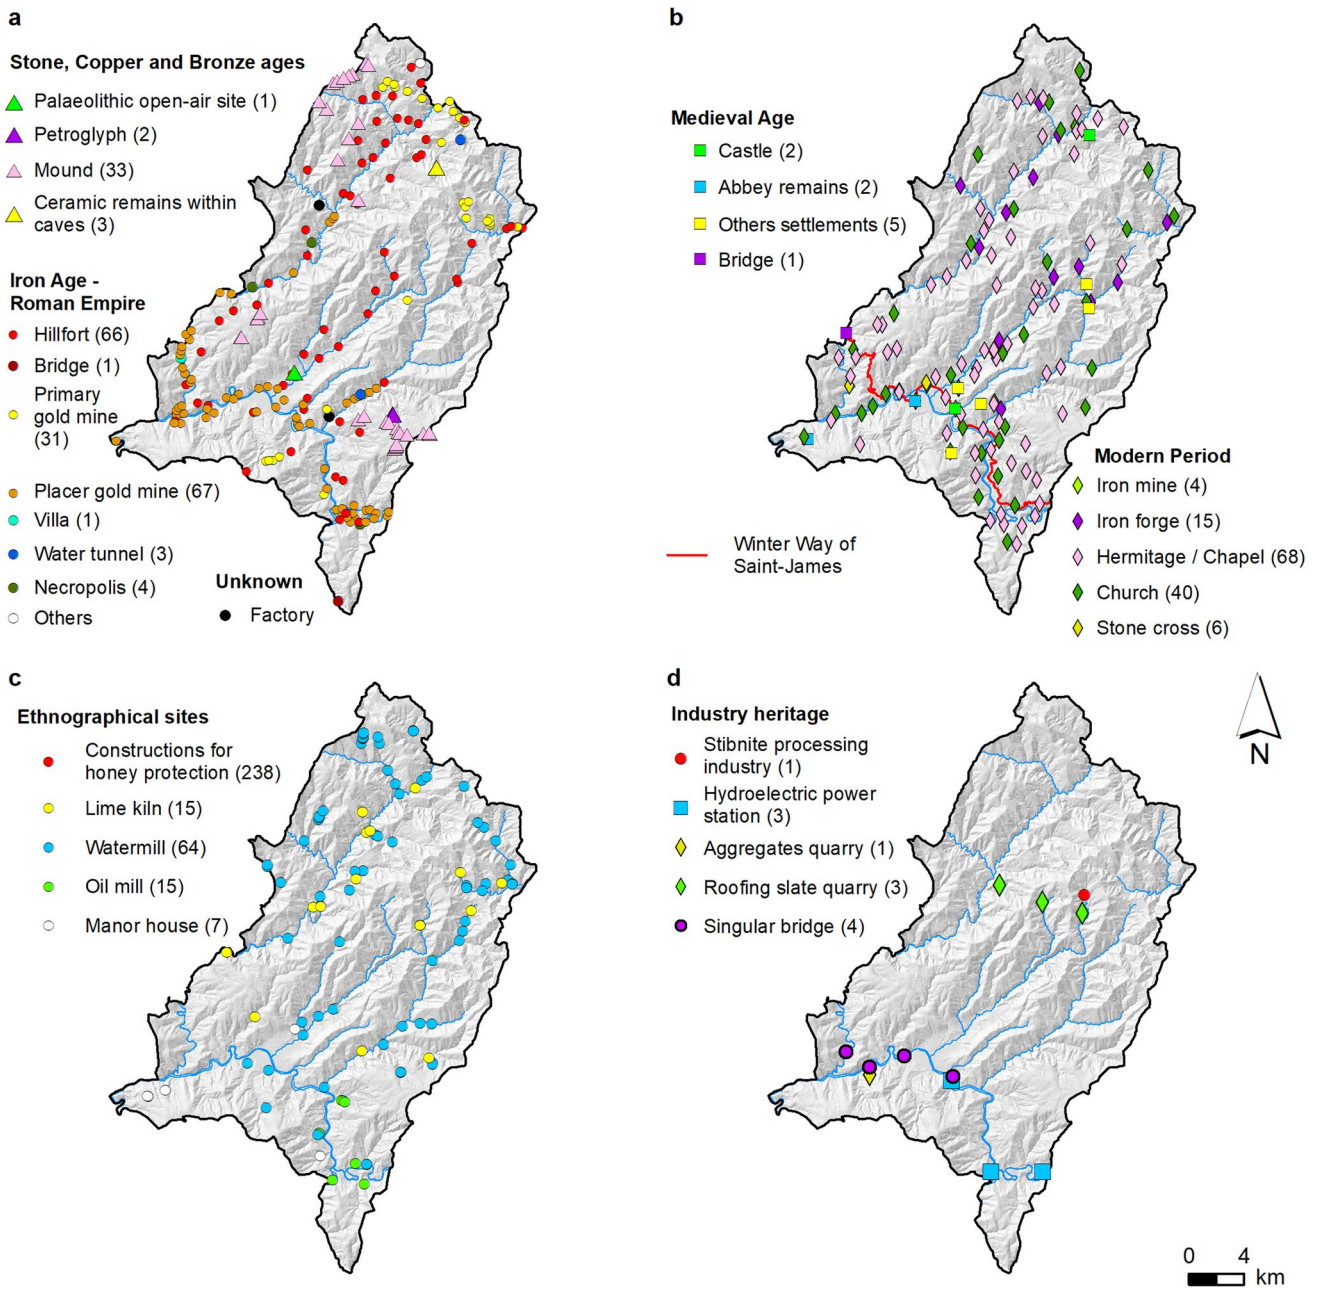 a
Stone, Copper and Bronze ages
Palaeolithic open-air site (1)
Petroglyph (2)
Mound (33)
Ceramic remains within
caves (3)
Iron Age -
Roman Empire
Hillfort (66)
Bridge (1)
Primary
gold mine
(31)
Placer gold mine (67)
Villa (1)
Water tunnel (3)
Necropolis (4)
Others
Unknown
Factory
b
Medieval Age
Castle (2)
Abbey remains (2)
Others settlements (5)
Bridge (1)
Winter Way of
Saint-James
Modern Period
Iron mine (4)
Iron forge (15)
Hermitage / Chapel (68)
Church (40)
Stone cross (6)
c
Ethnographical sites
Constructions for
honey protection (238)
Lime kiln (15)
Watermill (64)
Oil mill (15)
Manor house (7)
d
Industry heritage
Stibnite processing
industry (1)
Hydroelectric power
station (3)
Aggregates quarry (1)
Roofing slate quarry (3)
Singular bridge (4)
N
0 4
km